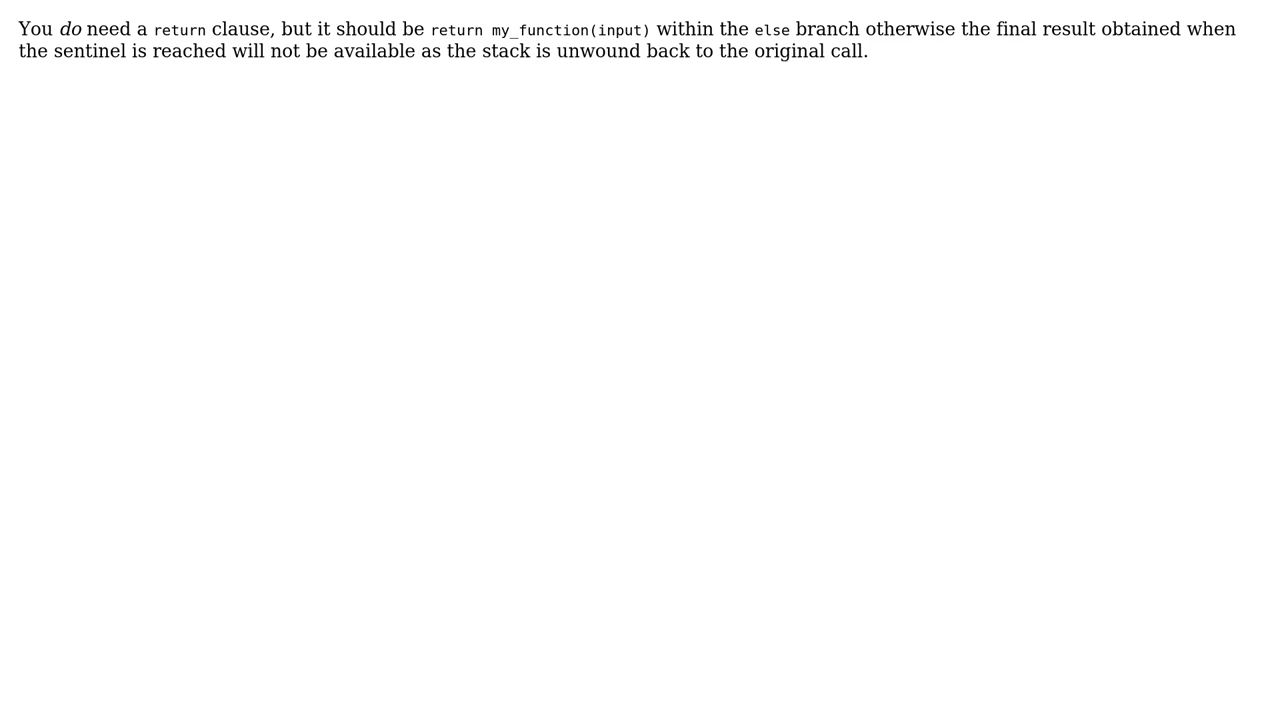 You do need a return clause, but it should be return my_function(input) within the else branch otherwise the final result obtained when
the sentinel is reached will not be available as the stack is unwound back to the original call.